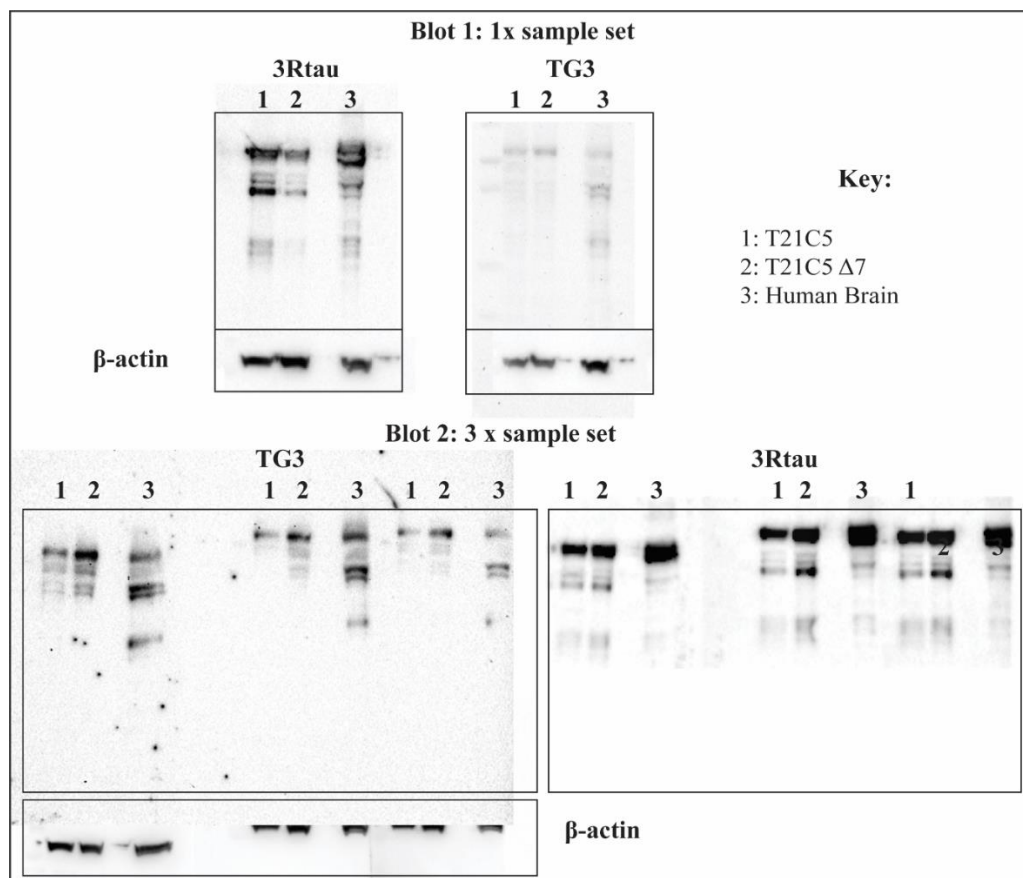 Blot 1: 1x sample set
3Rtau
TG3
1 2 3
1 2 3
Key:
1: T21C5
2: T21C5 Δ7
3: Human Brain
β-actin
Blot 2: 3 x sample set
TG3
3Rtau
1 2 3 1 2 3 1 2 3
1 2 3 1 2 3 1
2 3
β-actin